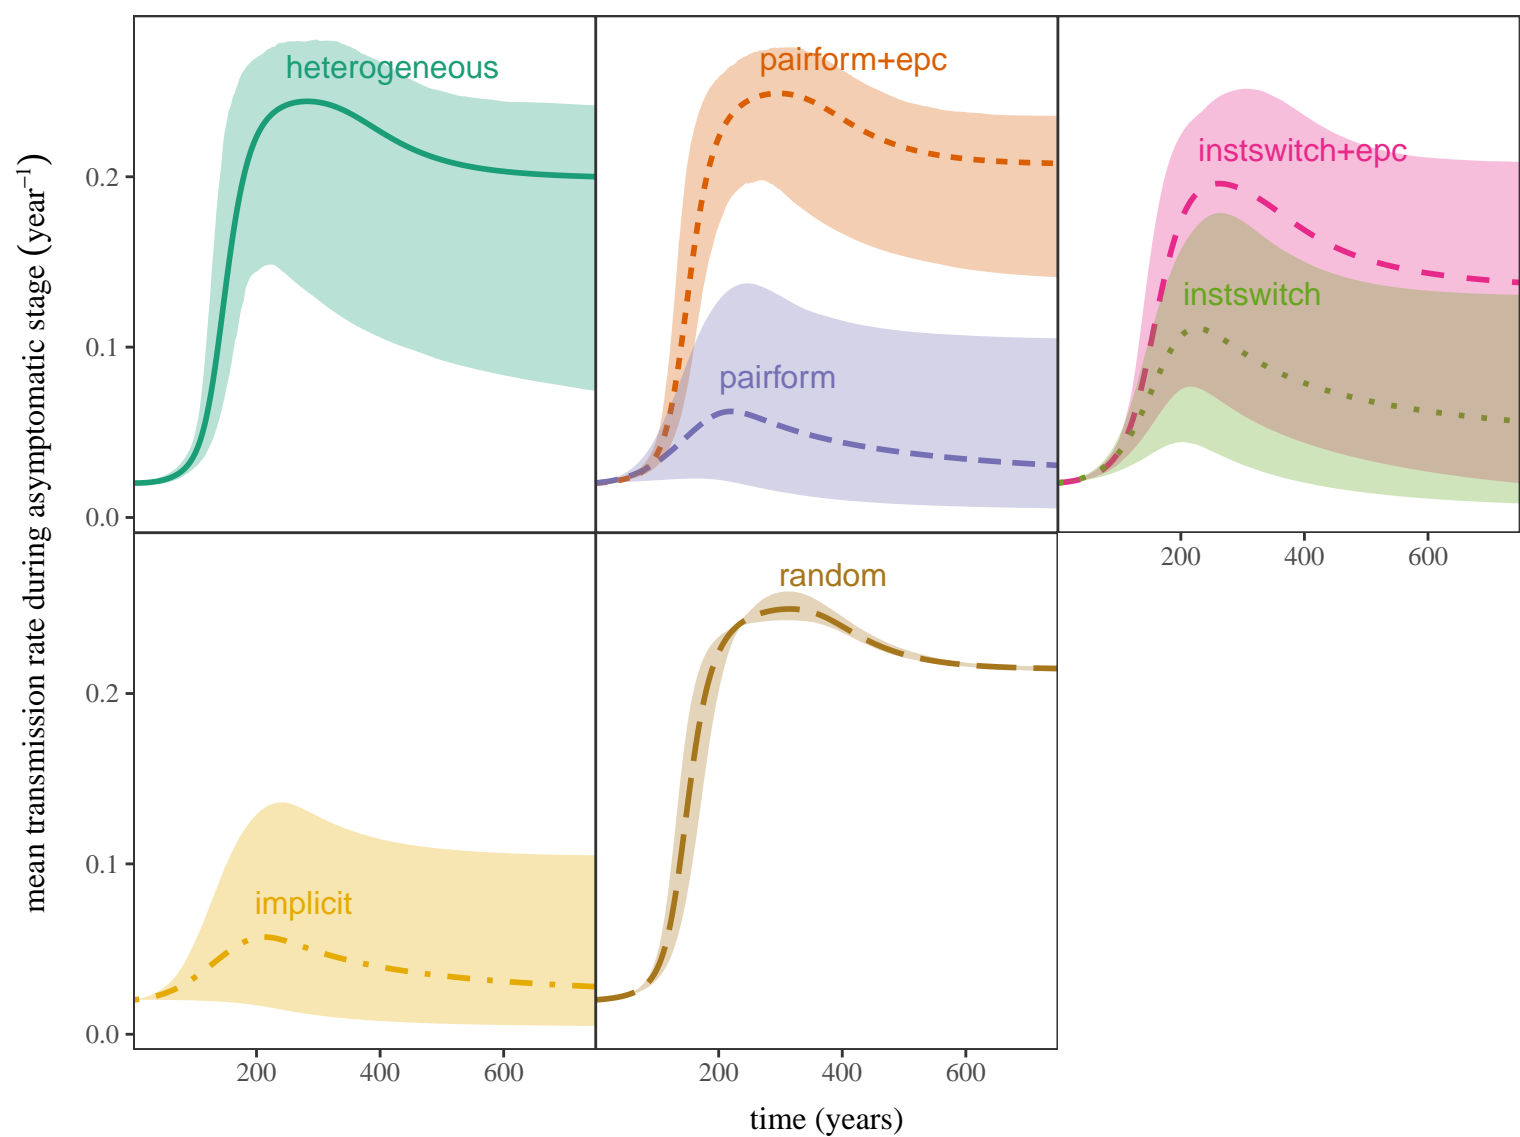 mean transmission rate during asymptomatic stage (year⁻¹)
heterogeneous
pairform+epc
pairform
instswitch+epc
instswitch
0.2
0.1
0.0
200 400 600
implicit
random
0.2
0.1
0.0
200 400 600 200 400 600
time (years)